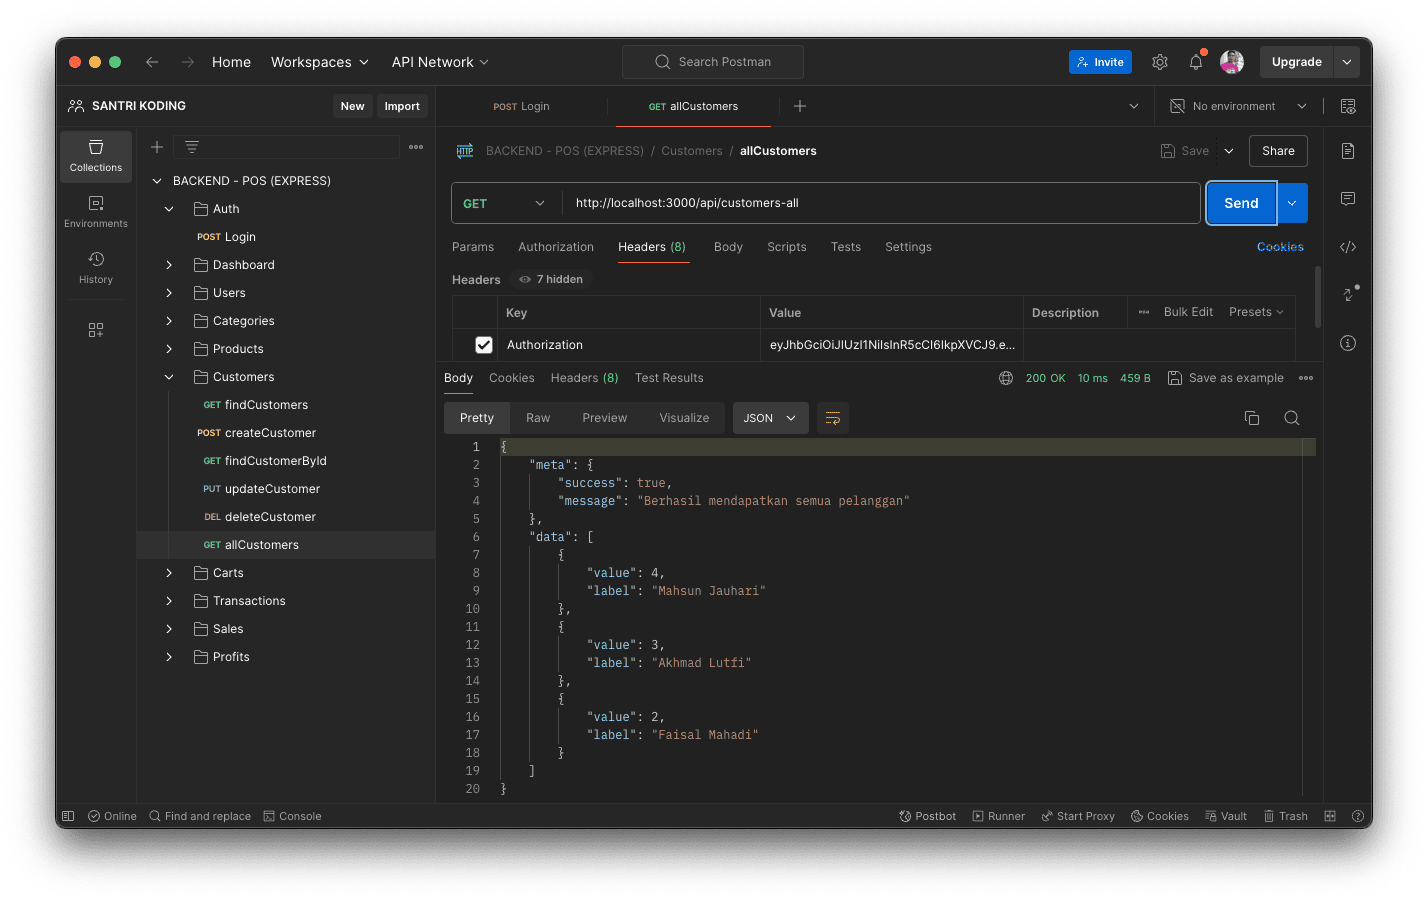 Home
Workspaces
API Network
Search Postman
Invite
Upgrade
SANTRI KODING
New
Import
POST Login
GET allCustomers
No environment
Collections
Environments
History
BACKEND - POS (EXPRESS)
Auth
POST Login
Dashboard
Users
Categories
Products
Customers
GET findCustomers
POST createCustomer
GET findCustomerById
PUT updateCustomer
DEL deleteCustomer
GET allCustomers
Carts
Transactions
Sales
Profits
HTTP BACKEND - POS (EXPRESS) / Customers / allCustomers
Save
Share
GET http://localhost:3000/api/customers-all
Send
Params Authorization Headers (8) Body Scripts Tests Settings
Cookies
Headers 7 hidden
Key Value Description Bulk Edit Presets
Authorization eyJhbGciOiJIUzI1NiIsInR5cCI6IkpXVCJ9.e...
Body Cookies Headers (8) Test Results
200 OK 10 ms 459 B Save as example
Pretty Raw Preview Visualize JSON
1 {
2 "meta": {
3 "success": true,
4 "message": "Berhasil mendapatkan semua pelanggan"
5 },
6 "data": [
7 {
8 "value": 4,
9 "label": "Mahsun Jauhari"
10 },
11 {
12 "value": 3,
13 "label": "Akhmad Lutfi"
14 },
15 {
16 "value": 2,
17 "label": "Faisal Mahadi"
18 }
19 ]
20 }
Online Find and replace Console
Postbot Runner Start Proxy Cookies Vault Trash